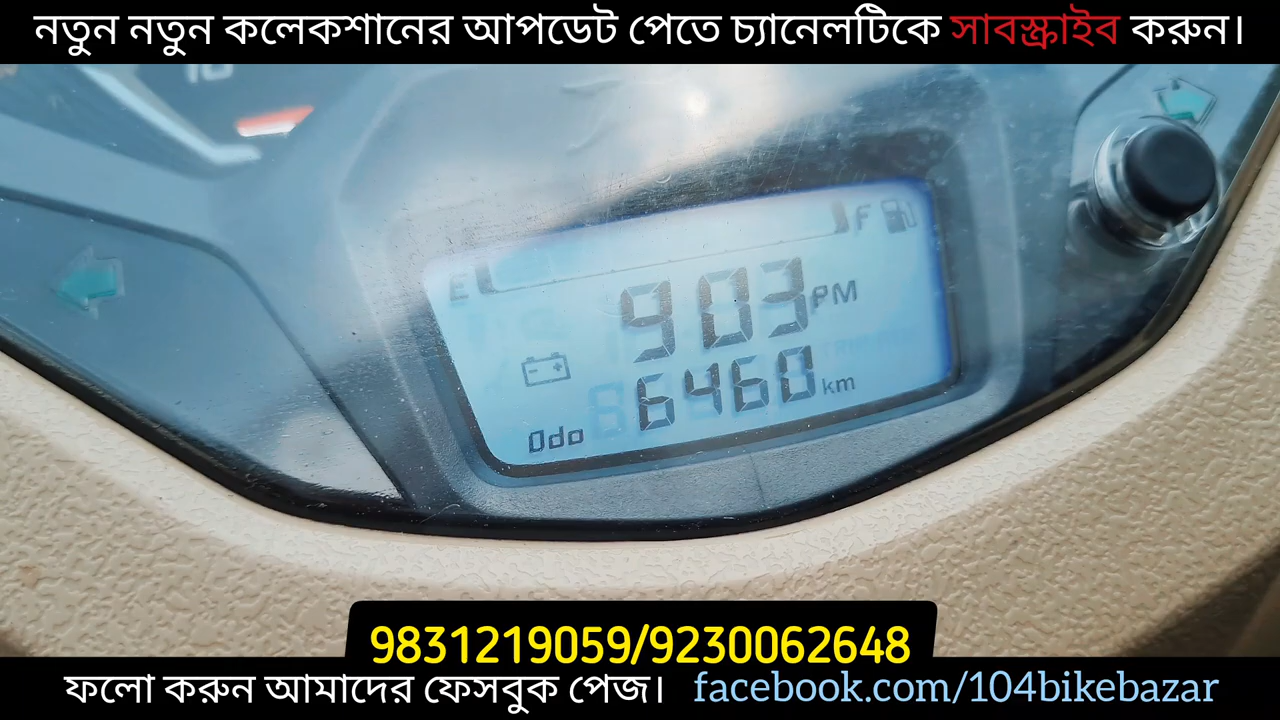 নতুন নতুন কলেকশানের আপডেট পেতে চ্যানেলটিকে সাবস্ক্রাইব করুন।
10
E F
903 PM
6460 km
Odo
9831219059/9230062648
ফলো করুন আমাদের ফেসবুক পেজ। facebook.com/104bikebazar